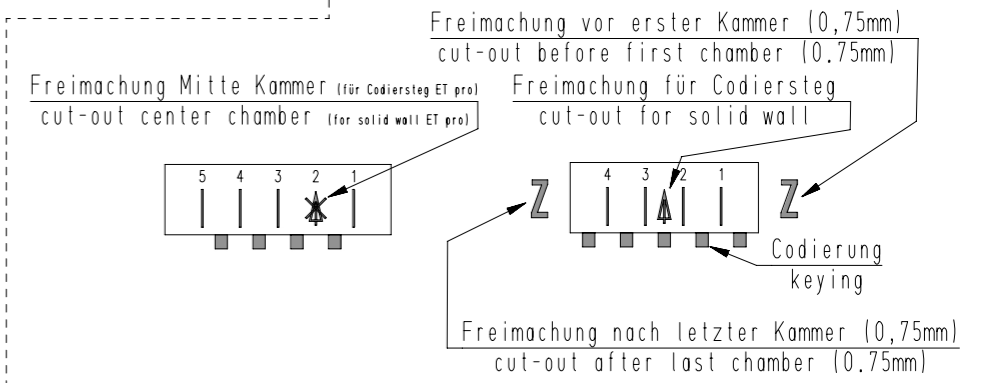 Freimachung vor erster Kammer (0,75mm)
cut-out before first chamber (0.75mm)
Freimachung Mitte Kammer (für Codiersteg ET pro)
cut-out center chamber (for solid wall ET pro)
Freimachung für Codiersteg
cut-out for solid wall
5 4 3 2 1
Z 4 3 2 1 Z
Codierung
keying
Freimachung nach letzter Kammer (0,75mm)
cut-out after last chamber (0.75mm)